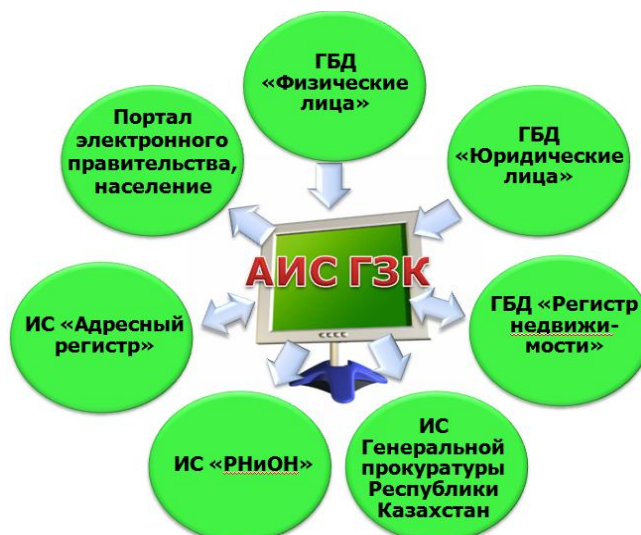 ГБД
«Физические
лица»
Портал
электронного
правительства,
население
ГБД
«Юридические
лица»
АИС ГЗК
ИС «Адресный
регистр»
ГБД «Регистр
недвижи-
мости»
ИС «РНиОН»
ИС
Генеральной
прокуратуры
Республики
Казахстан